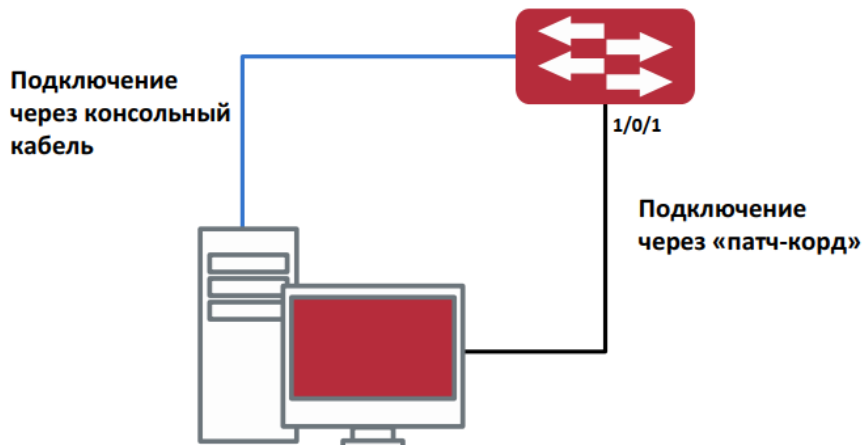 Подключение
через консольный
кабель
1/0/1
Подключение
через «патч-корд»